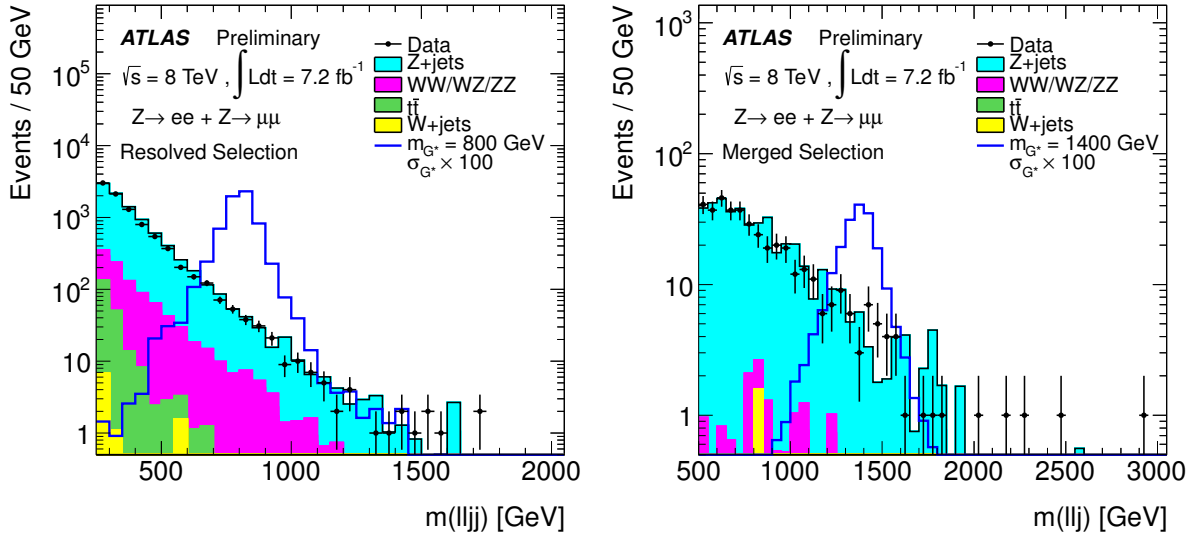 Events / 50 GeV
10⁵
10⁴
10³
10²
10
1
ATLAS Preliminary
√s = 8 TeV , ∫Ldt = 7.2 fb⁻¹
Z→ ee + Z→ μμ
Resolved Selection
Data
Z+jets
WW/WZ/ZZ
tt̄
W+jets
m_G* = 800 GeV
σ_G* × 100
500 1000 1500 2000
m(lljj) [GeV]
Events / 50 GeV
10³
10²
10
1
ATLAS Preliminary
√s = 8 TeV , ∫Ldt = 7.2 fb⁻¹
Z→ ee + Z→ μμ
Merged Selection
Data
Z+jets
WW/WZ/ZZ
tt̄
W+jets
m_G* = 1400 GeV
σ_G* × 100
500 1000 1500 2000 2500 3000
m(llj) [GeV]